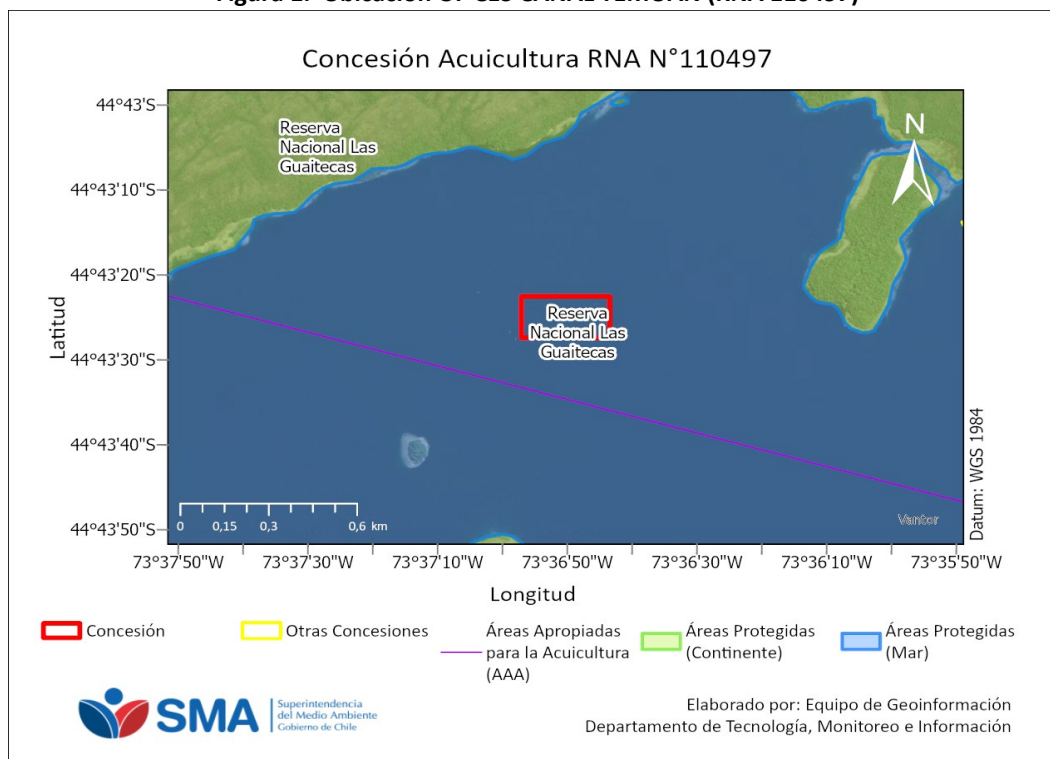 Concesión Acuicultura RNA N°110497
44°43'S
44°43'10"S
44°43'20"S
44°43'30"S
44°43'40"S
44°43'50"S
Latitud
Reserva
Nacional Las
Guaitecas
N
Reserva
Nacional Las
Guaitecas
Datum: WGS 1984
0 0,15 0,3 0,6 km
Vantor
73°37'50"W 73°37'30"W 73°37'10"W 73°36'50"W 73°36'30"W 73°36'10"W 73°35'50"W
Longitud
Concesión
Otras Concesiones
Áreas Apropiadas
para la Acuicultura
(AAA)
Áreas Protegidas
(Continente)
Áreas Protegidas
(Mar)
SMA
Superintendencia
del Medio Ambiente
Gobierno de Chile
Elaborado por: Equipo de Geoinformación
Departamento de Tecnología, Monitoreo e Información